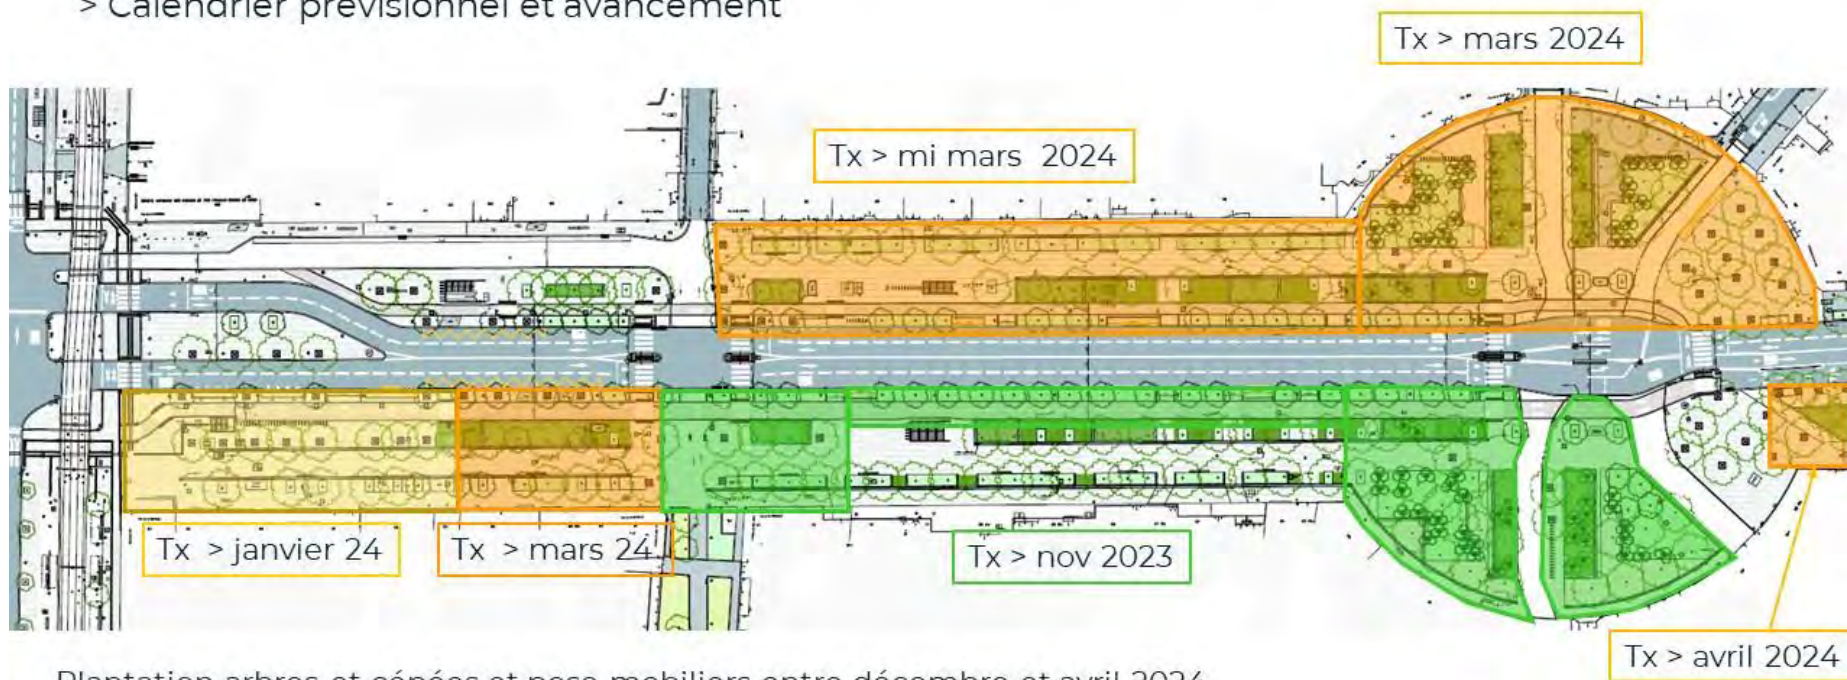 > Calendrier prévisionnel et avancement
Tx > mars 2024
Tx > mi mars 2024
Tx > janvier 24
Tx > mars 24
Tx > nov 2023
Tx > avril 2024
Plantation arbres et cépées et pose mobiliers entre décembre et avril 2024